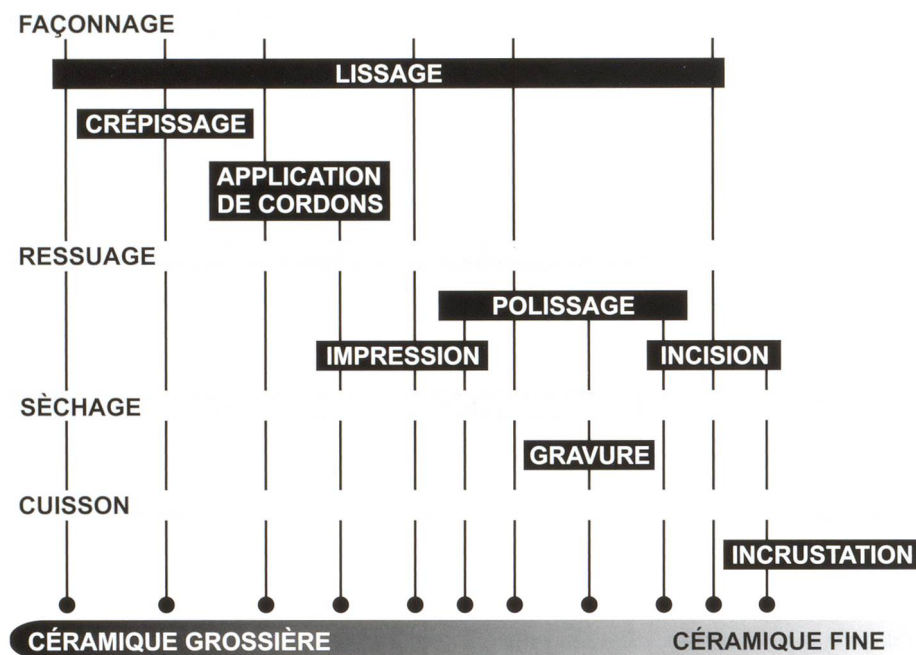 FAÇONNAGE
LISSAGE
CRÉPISSAGE
APPLICATION
DE CORDONS
RESSUAGE
POLISSAGE
IMPRESSION
INCISION
SÈCHAGE
GRAVURE
CUISSON
INCRUSTATION
CÉRAMIQUE GROSSIÈRE
CÉRAMIQUE FINE